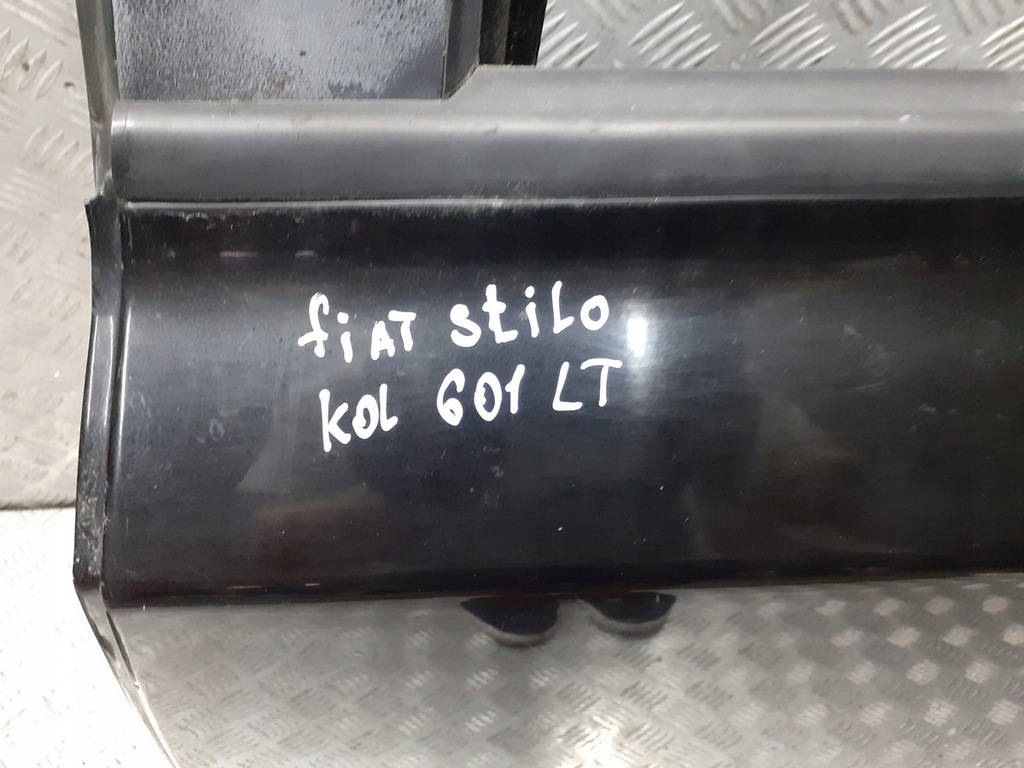 fiAT stiLo
KOL 601 LT